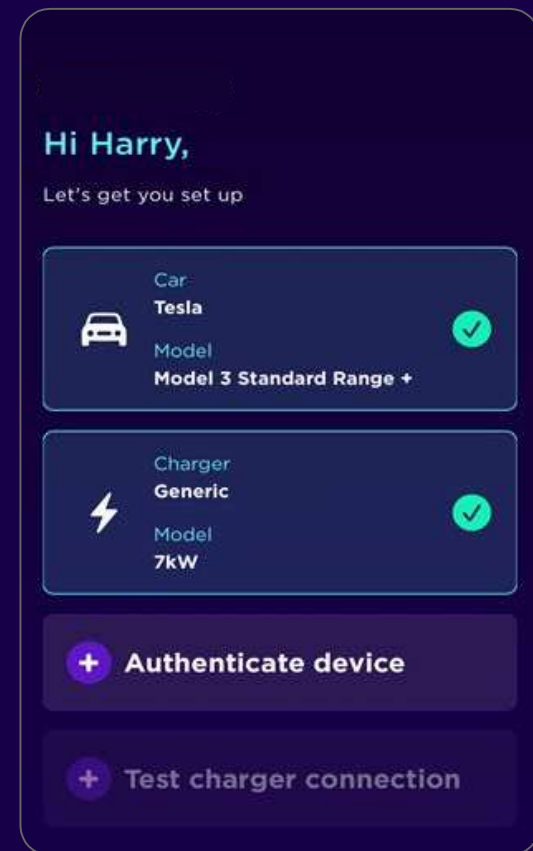 Hi Harry,
Let's get you set up
Car
Tesla
Model
Model 3 Standard Range +
Charger
Generic
Model
7kW
+ Authenticate device
+ Test charger connection